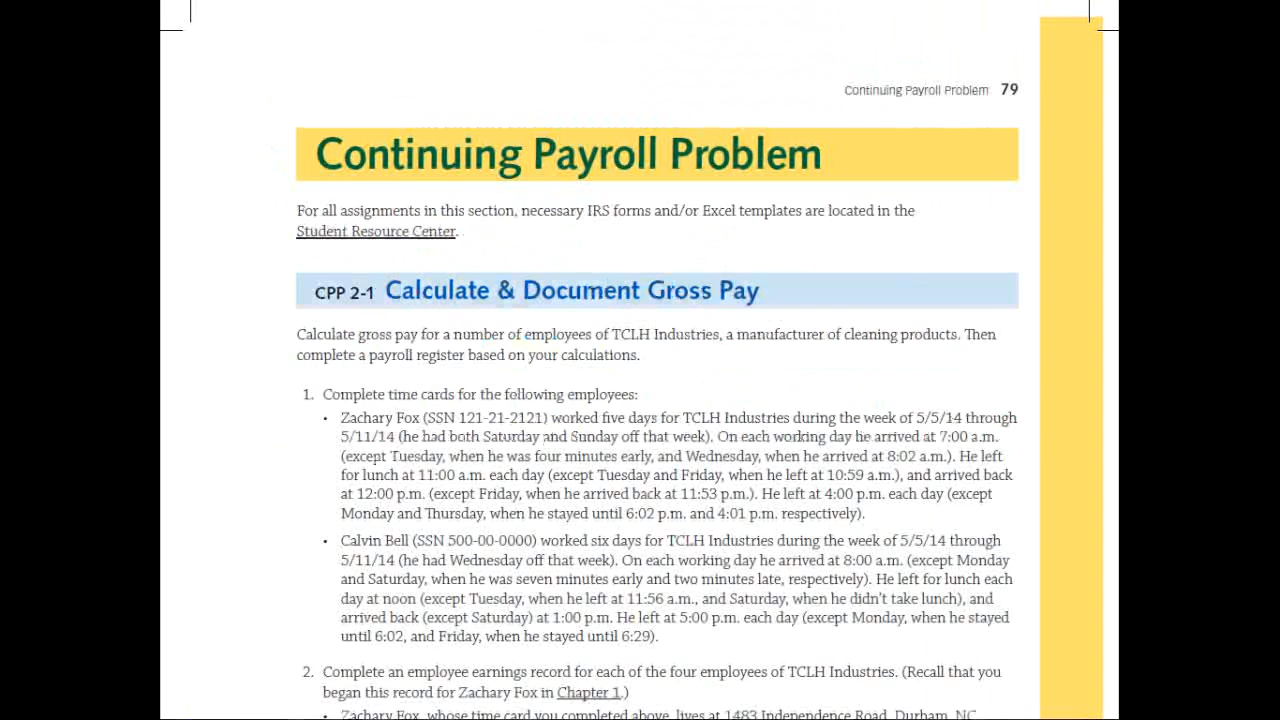 Continuing Payroll Problem 79
Continuing Payroll Problem
For all assignments in this section, necessary IRS forms and/or Excel templates are located in the
Student Resource Center.
CPP 2-1 Calculate & Document Gross Pay
Calculate gross pay for a number of employees of TCLH Industries, a manufacturer of cleaning products. Then
complete a payroll register based on your calculations.
1. Complete time cards for the following employees:
• Zachary Fox (SSN 121-21-2121) worked five days for TCLH Industries during the week of 5/5/14 through
5/11/14 (he had both Saturday and Sunday off that week). On each working day he arrived at 7:00 a.m.
(except Tuesday, when he was four minutes early, and Wednesday, when he arrived at 8:02 a.m.). He left
for lunch at 11:00 a.m. each day (except Tuesday and Friday, when he left at 10:59 a.m.), and arrived back
at 12:00 p.m. (except Friday, when he arrived back at 11:53 p.m.). He left at 4:00 p.m. each day (except
Monday and Thursday, when he stayed until 6:02 p.m. and 4:01 p.m. respectively).
• Calvin Bell (SSN 500-00-0000) worked six days for TCLH Industries during the week of 5/5/14 through
5/11/14 (he had Wednesday off that week). On each working day he arrived at 8:00 a.m. (except Monday
and Saturday, when he was seven minutes early and two minutes late, respectively). He left for lunch each
day at noon (except Tuesday, when he left at 11:56 a.m., and Saturday, when he didn't take lunch), and
arrived back (except Saturday) at 1:00 p.m. He left at 5:00 p.m. each day (except Monday, when he stayed
until 6:02, and Friday, when he stayed until 6:29).
2. Complete an employee earnings record for each of the four employees of TCLH Industries. (Recall that you
began this record for Zachary Fox in Chapter 1.)
• Zachary Fox, whose time card you completed above, lives at 1483 Independence Road, Durham, NC